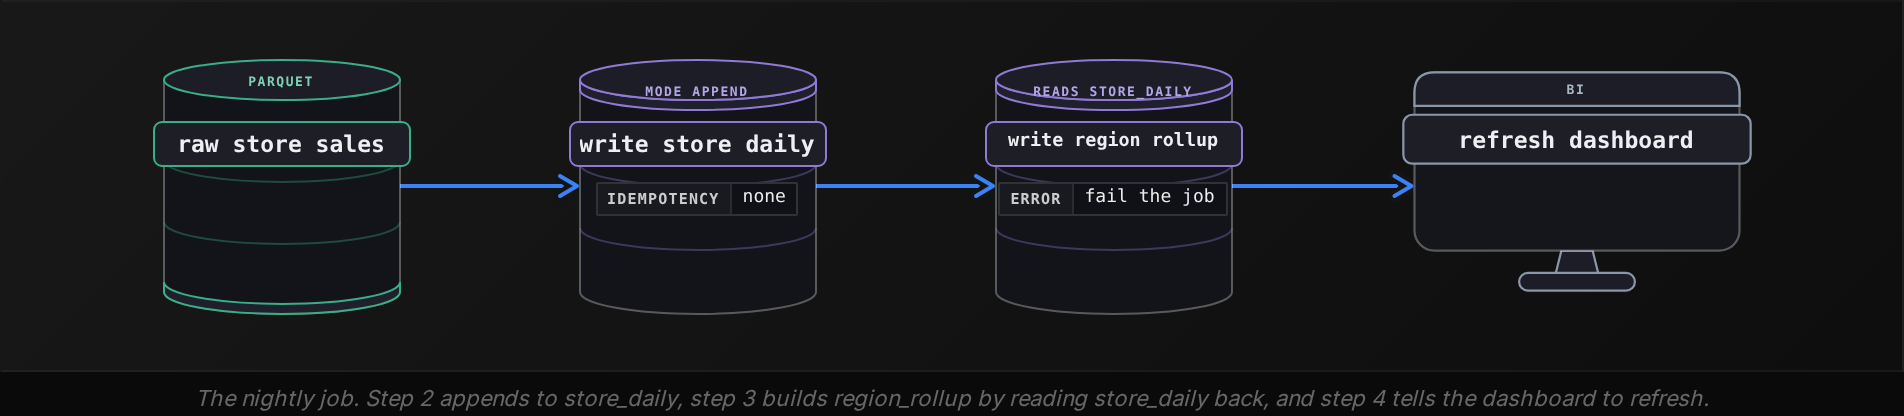 PARQUET
raw store sales
MODE APPEND
write store daily
IDEMPOTENCY none
READS STORE_DAILY
write region rollup
ERROR fail the job
BI
refresh dashboard
The nightly job. Step 2 appends to store_daily, step 3 builds region_rollup by reading store_daily back, and step 4 tells the dashboard to refresh.